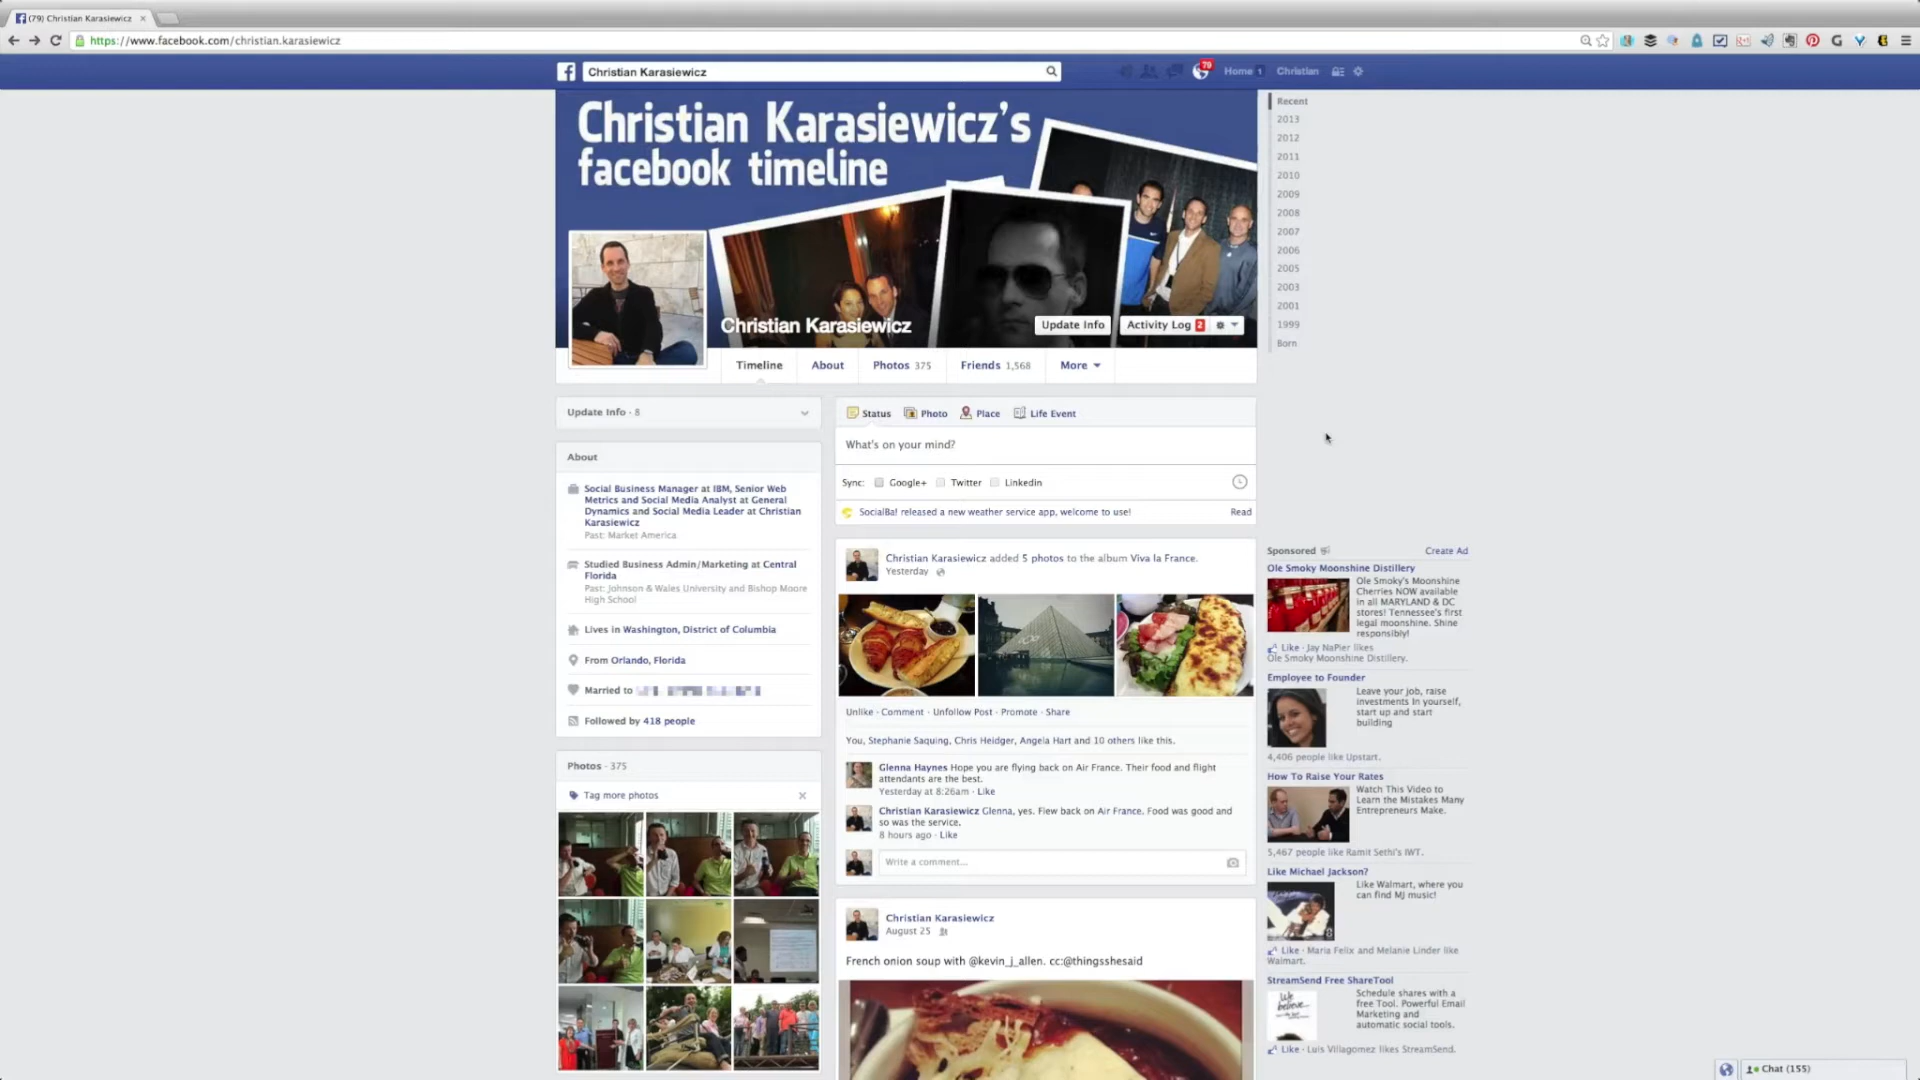 (79) Christian Karasiewicz
https://www.facebook.com/christian.karasiewicz
Christian Karasiewicz
79
Home 1
Christian
Christian Karasiewicz's
facebook timeline
Christian Karasiewicz
Update Info
Activity Log 2
Timeline
About
Photos 375
Friends 1,568
More
Recent
2013
2012
2011
2010
2009
2008
2007
2006
2005
2003
2001
1999
Born
Update Info · 8
About
Social Business Manager at IBM, Senior Web
Metrics and Social Media Analyst at General
Dynamics and Social Media Leader at Christian
Karasiewicz
Past: Market America
Studied Business Admin/Marketing at Central
Florida
Past: Johnson & Wales University and Bishop Moore
High School
Lives in Washington, District of Columbia
From Orlando, Florida
Married to
Followed by 418 people
Photos · 375
Tag more photos
Status
Photo
Place
Life Event
What's on your mind?
Sync:
Google+
Twitter
Linkedin
SocialBa! released a new weather service app, welcome to use!
Read
Christian Karasiewicz added 5 photos to the album Viva la France.
Yesterday
Unlike · Comment · Unfollow Post · Promote · Share
You, Stephanie Saquing, Chris Heidger, Angela Hart and 10 others like this.
Glenna Haynes Hope you are flying back on Air France. Their food and flight
attendants are the best.
Yesterday at 8:26am · Like
Christian Karasiewicz Glenna, yes. Flew back on Air France. Food was good and
so was the service.
8 hours ago · Like
Write a comment...
Christian Karasiewicz
August 25
French onion soup with @kevin_j_allen. cc:@thingsshesaid
Sponsored
Create Ad
Ole Smoky Moonshine Distillery
Ole Smoky's Moonshine
Cherries NOW available
in all MARYLAND & DC
stores! Tennessee's first
legal moonshine. Shine
responsibly!
Like · Jay NaPier likes
Ole Smoky Moonshine Distillery.
Employee to Founder
Leave your job, raise
investments in yourself,
start up and start
building
4,406 people like Upstart.
How To Raise Your Rates
Watch This Video to
Learn the Mistakes Many
Entrepreneurs Make.
5,467 people like Ramit Sethi's IWT.
Like Michael Jackson?
Like Walmart, where you
can find MJ music!
Like · Maria Felix and Melanie Linder like
Walmart.
StreamSend Free ShareTool
We
believe...
Schedule shares with a
free Tool. Powerful Email
Marketing and
automatic social tools.
Like · Luis Villagomez likes StreamSend.
Chat (155)